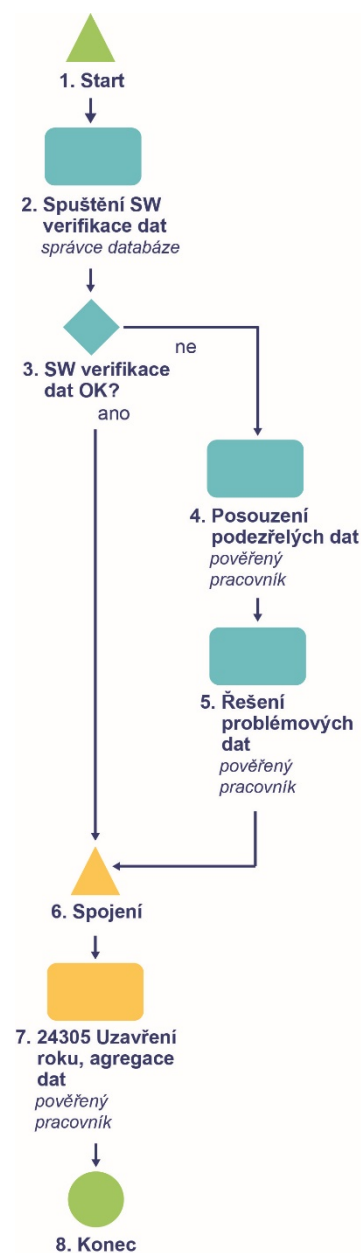 1. Start
2. Spuštění SW
verifikace dat
správce databáze
3. SW verifikace
dat OK?
ne
ano
4. Posouzení
podezřelých dat
pověřený
pracovník
5. Řešení
problémových
dat
pověřený
pracovník
6. Spojení
7. 24305 Uzavření
roku, agregace
dat
pověřený
pracovník
8. Konec